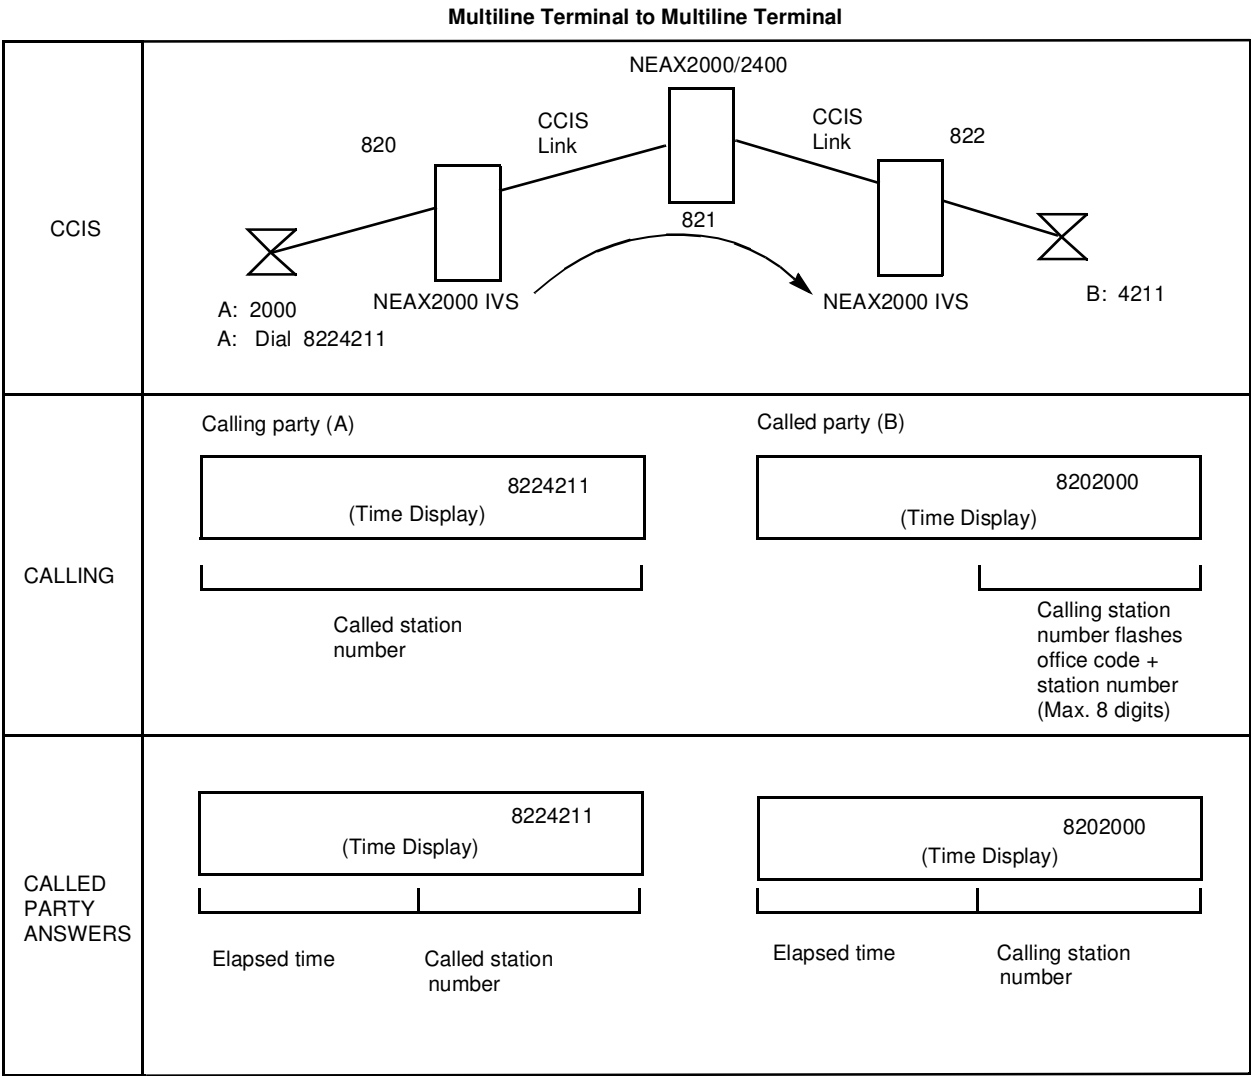 Multiline Terminal to Multiline Terminal
CCIS
NEAX2000/2400
820
CCIS
Link
CCIS
Link
822
821
NEAX2000 IVS
NEAX2000 IVS
A: 2000
A: Dial 8224211
B: 4211
CALLING
Calling party (A)
8224211
(Time Display)
Called station
number
Called party (B)
8202000
(Time Display)
Calling station
number flashes
office code +
station number
(Max. 8 digits)
CALLED
PARTY
ANSWERS
8224211
(Time Display)
Elapsed time
Called station
number
8202000
(Time Display)
Elapsed time
Calling station
number